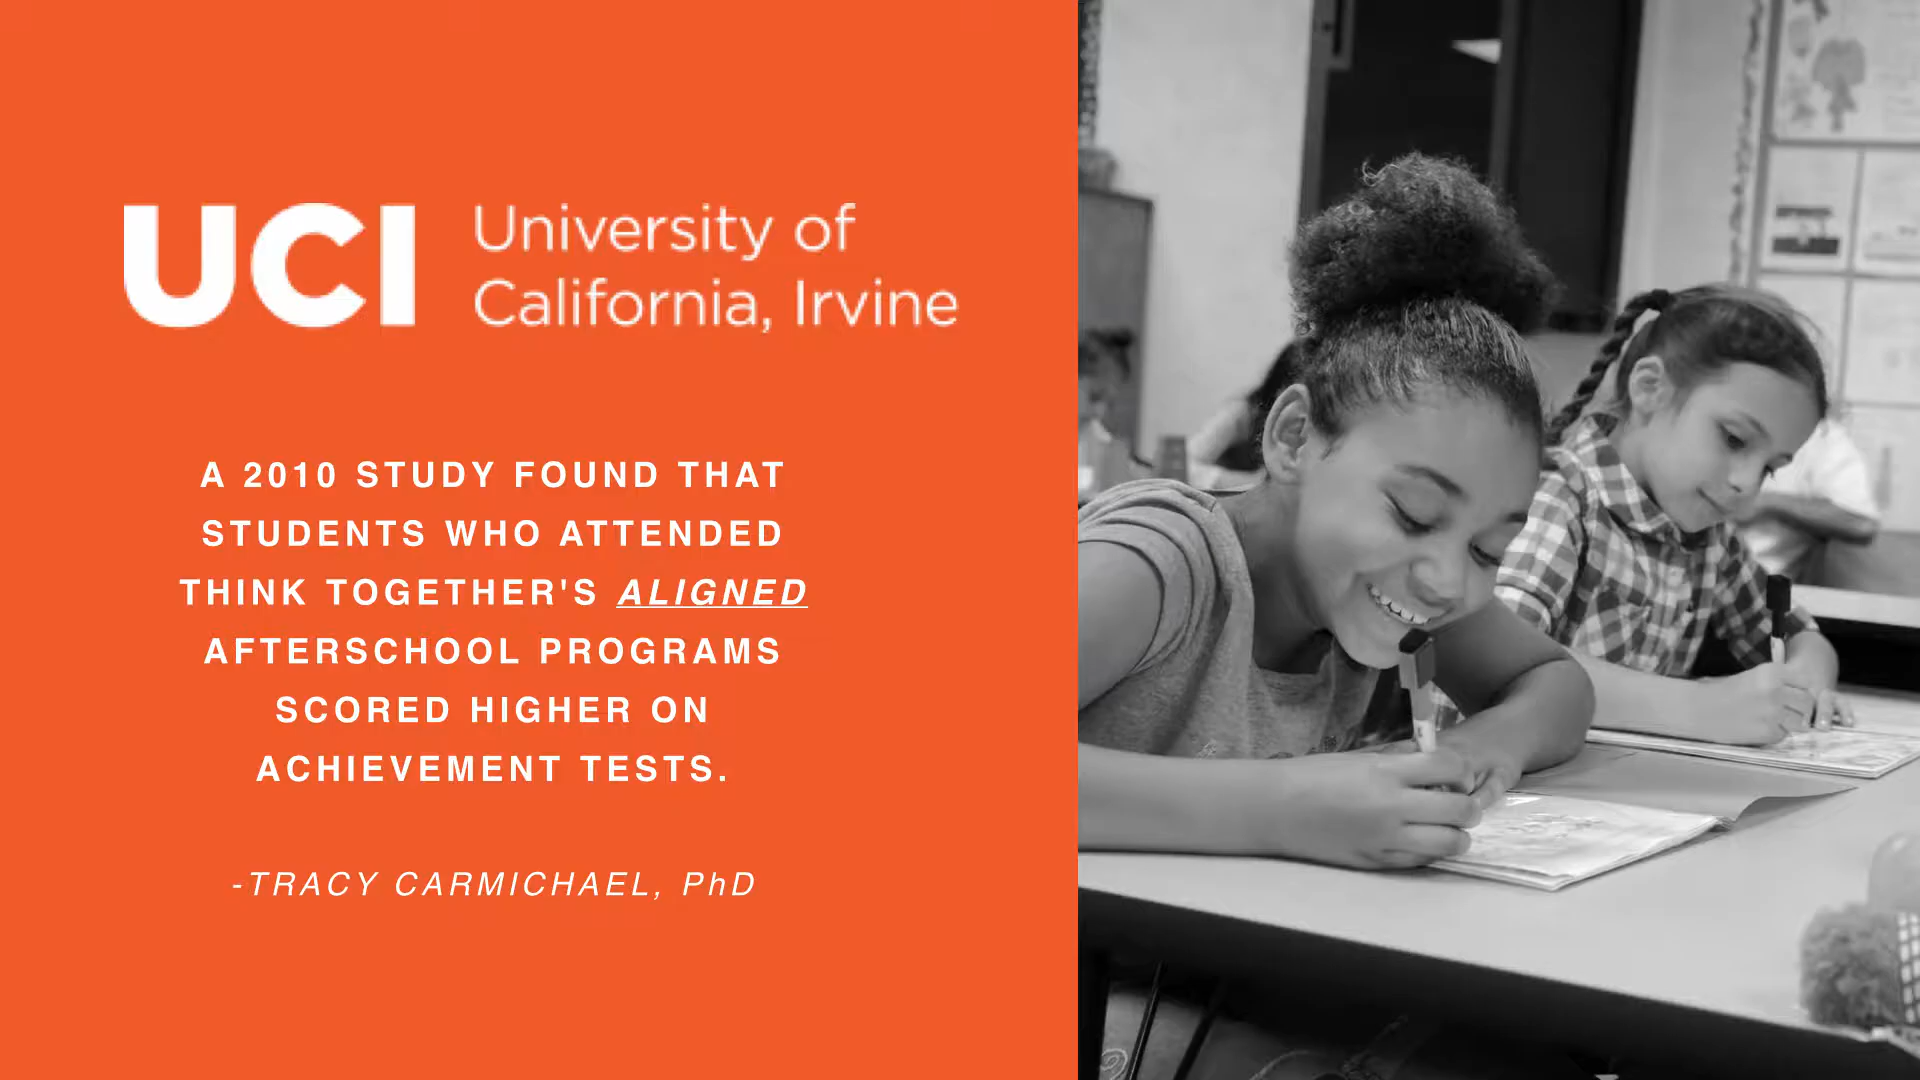 UCI
University of
California, Irvine
A 2010 STUDY FOUND THAT
STUDENTS WHO ATTENDED
THINK TOGETHER'S ALIGNED
AFTERSCHOOL PROGRAMS
SCORED HIGHER ON
ACHIEVEMENT TESTS.
-TRACY CARMICHAEL, PhD